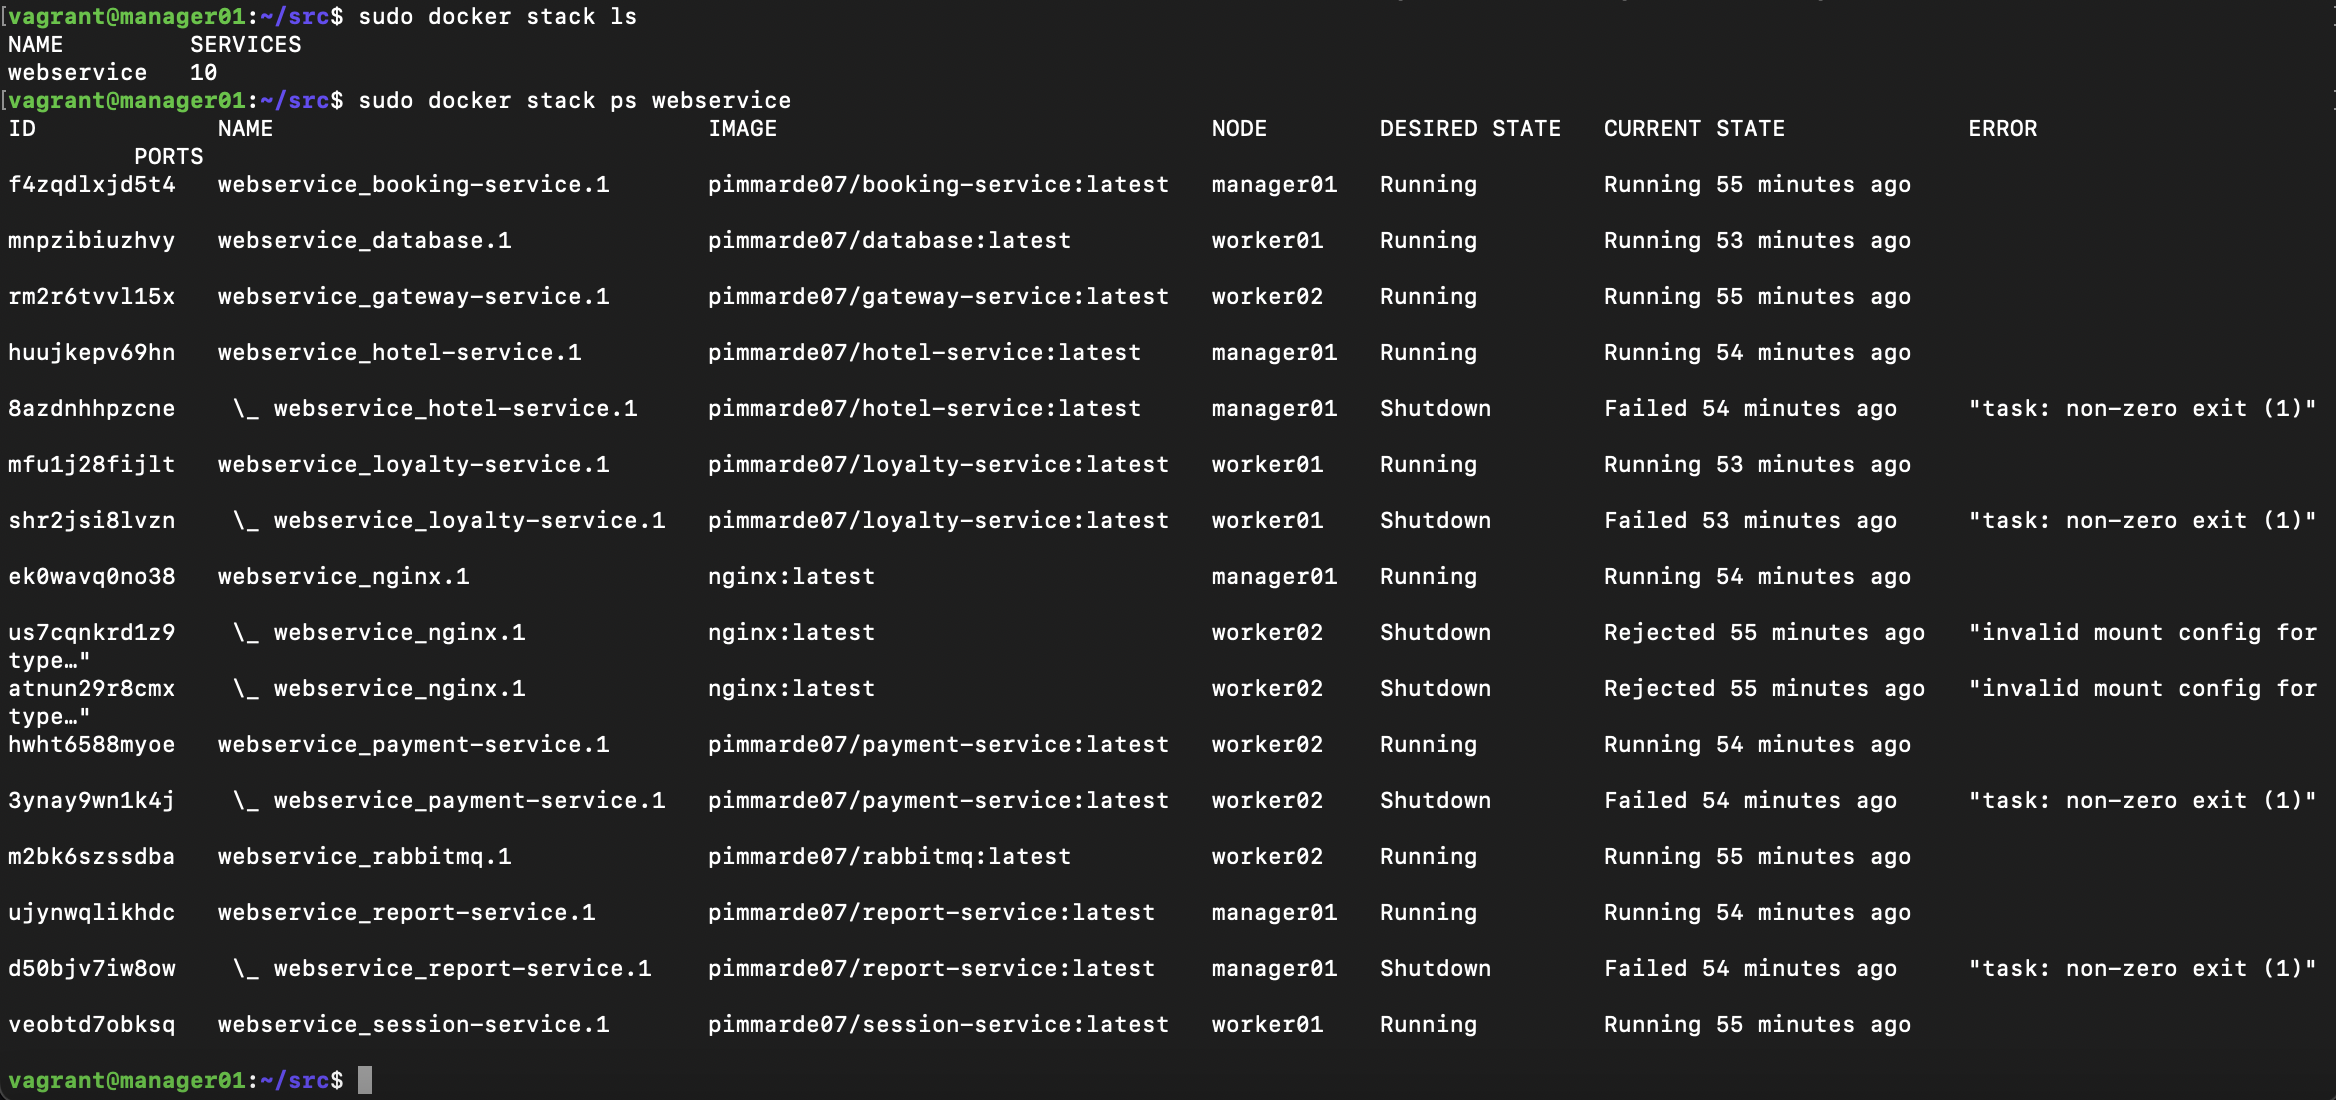 [vagrant@manager01:~/src$ sudo docker stack ls
NAME         SERVICES
webservice   10
[vagrant@manager01:~/src$ sudo docker stack ps webservice
ID             NAME                               IMAGE                               NODE        DESIRED STATE   CURRENT STATE             ERROR
         PORTS
f4zqdlxjd5t4   webservice_booking-service.1       pimmarde07/booking-service:latest   manager01   Running         Running 55 minutes ago
mnpzibiuzhvy   webservice_database.1              pimmarde07/database:latest          worker01    Running         Running 53 minutes ago
rm2r6tvvl15x   webservice_gateway-service.1       pimmarde07/gateway-service:latest   worker02    Running         Running 55 minutes ago
huujkepv69hn   webservice_hotel-service.1         pimmarde07/hotel-service:latest     manager01   Running         Running 54 minutes ago
8azdnhhpzcne    \_ webservice_hotel-service.1     pimmarde07/hotel-service:latest     manager01   Shutdown        Failed 54 minutes ago     "task: non-zero exit (1)"
mfu1j28fijlt   webservice_loyalty-service.1       pimmarde07/loyalty-service:latest   worker01    Running         Running 53 minutes ago
shr2jsi8lvzn    \_ webservice_loyalty-service.1   pimmarde07/loyalty-service:latest   worker01    Shutdown        Failed 53 minutes ago     "task: non-zero exit (1)"
ek0wavq0no38   webservice_nginx.1                 nginx:latest                        manager01   Running         Running 54 minutes ago
us7cqnkrd1z9    \_ webservice_nginx.1             nginx:latest                        worker02    Shutdown        Rejected 55 minutes ago   "invalid mount config for
type…"
atnun29r8cmx    \_ webservice_nginx.1             nginx:latest                        worker02    Shutdown        Rejected 55 minutes ago   "invalid mount config for
type…"
hwht6588myoe   webservice_payment-service.1       pimmarde07/payment-service:latest   worker02    Running         Running 54 minutes ago
3ynay9wn1k4j    \_ webservice_payment-service.1   pimmarde07/payment-service:latest   worker02    Shutdown        Failed 54 minutes ago     "task: non-zero exit (1)"
m2bk6szssdba   webservice_rabbitmq.1              pimmarde07/rabbitmq:latest          worker02    Running         Running 55 minutes ago
ujynwqlikhdc   webservice_report-service.1        pimmarde07/report-service:latest    manager01   Running         Running 54 minutes ago
d50bjv7iw8ow    \_ webservice_report-service.1    pimmarde07/report-service:latest    manager01   Shutdown        Failed 54 minutes ago     "task: non-zero exit (1)"
veobtd7obksq   webservice_session-service.1       pimmarde07/session-service:latest   worker01    Running         Running 55 minutes ago
vagrant@manager01:~/src$